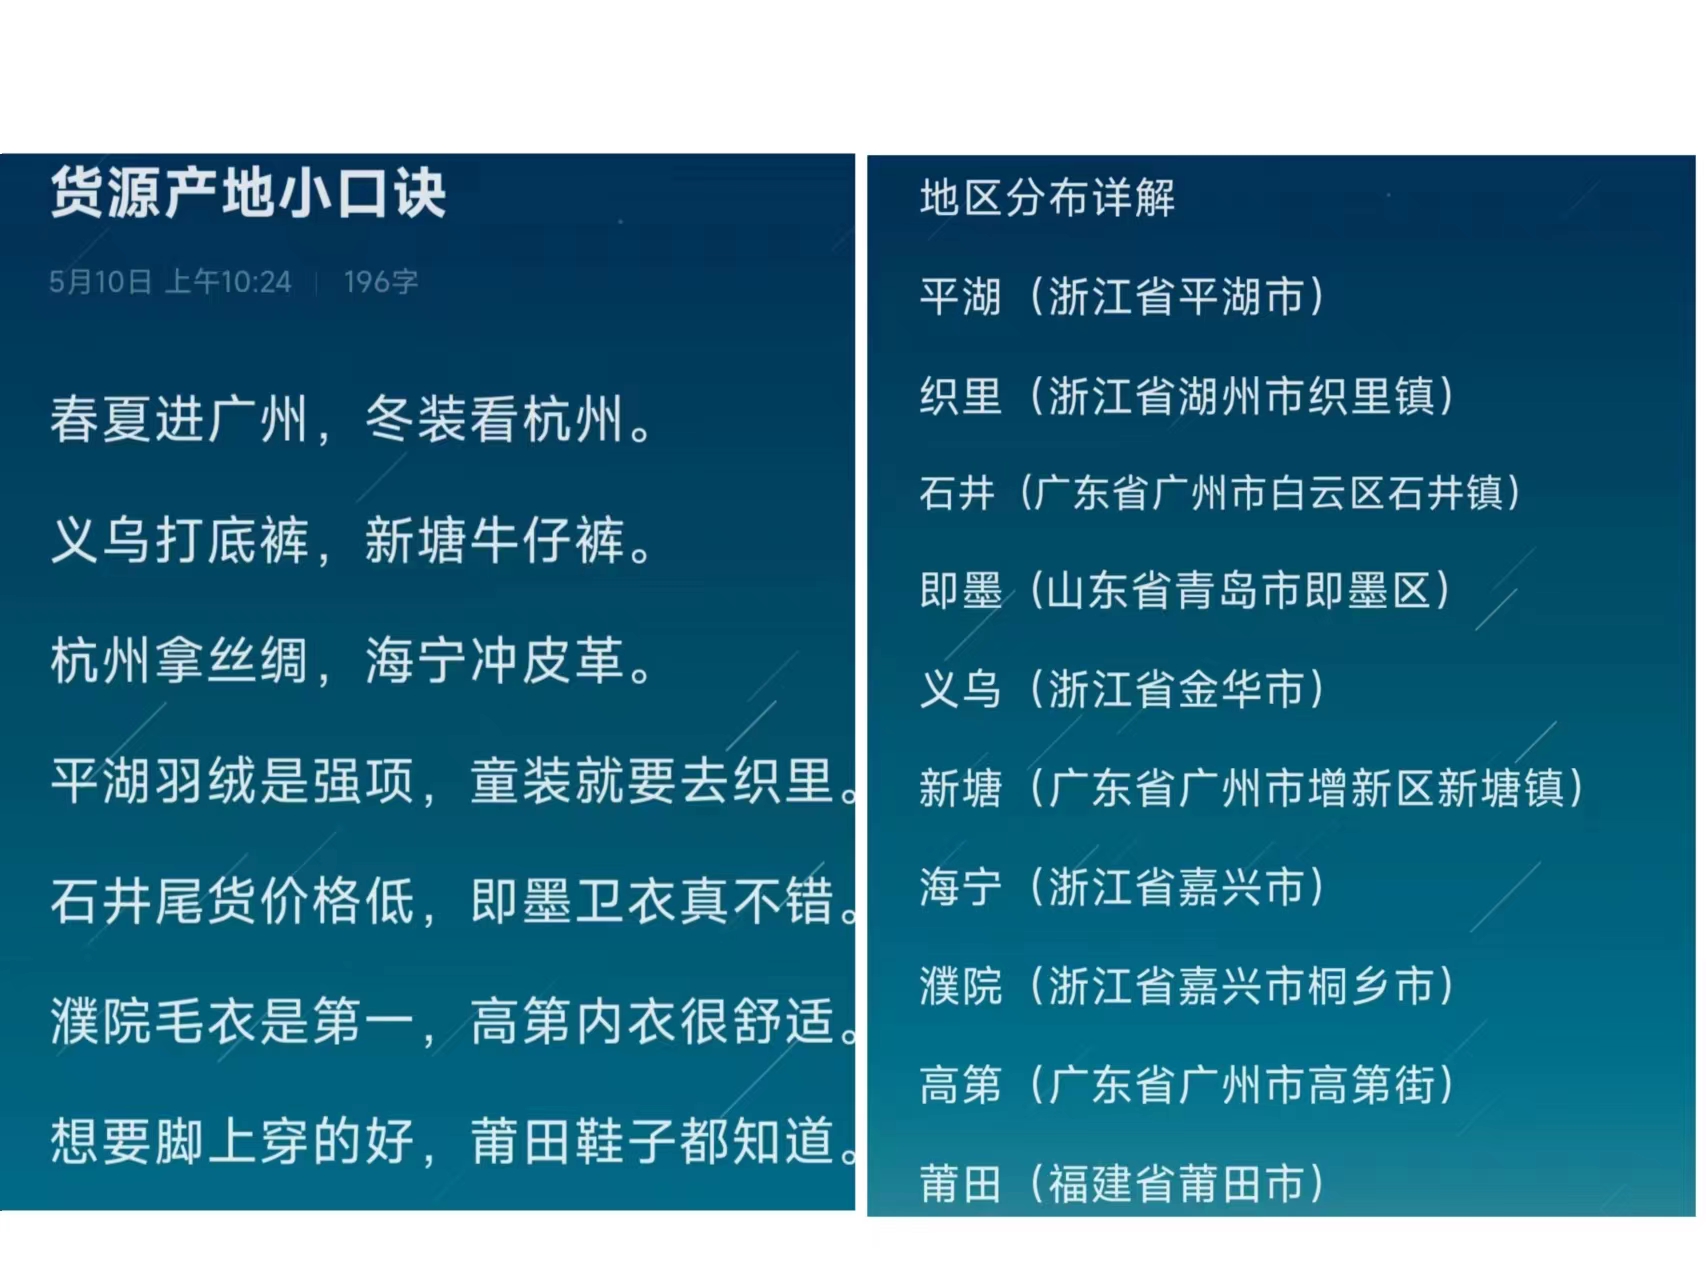 货源产地小口诀
5月10日 上午10:24 | 196字
春夏进广州，冬装看杭州。
义乌打底裤，新塘牛仔裤。
杭州拿丝绸，海宁冲皮革。
平湖羽绒是强项，童装就要去织里。
石井尾货价格低，即墨卫衣真不错。
濮院毛衣是第一，高第内衣很舒适。
想要脚上穿的好，莆田鞋子都知道。
地区分布详解
平湖（浙江省平湖市）
织里（浙江省湖州市织里镇）
石井（广东省广州市白云区石井镇）
即墨（山东省青岛市即墨区）
义乌（浙江省金华市）
新塘（广东省广州市增新区新塘镇）
海宁（浙江省嘉兴市）
濮院（浙江省嘉兴市桐乡市）
高第（广东省广州市高第街）
莆田（福建省莆田市）